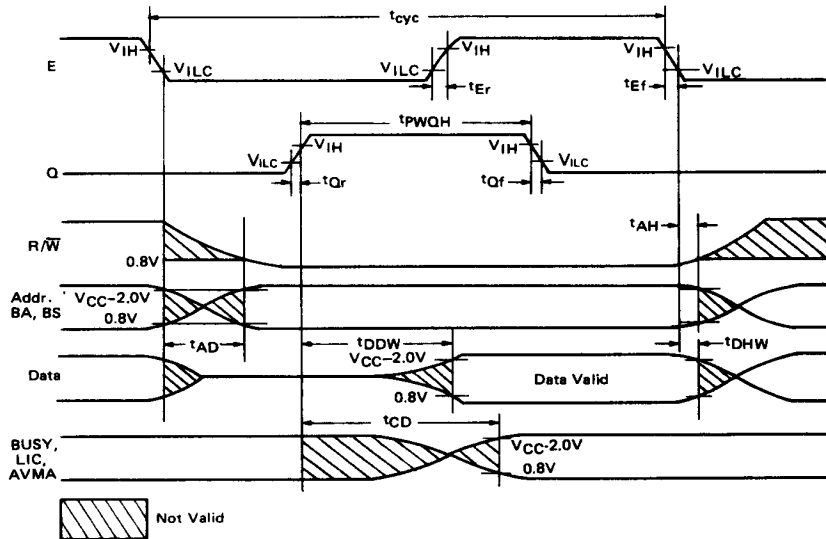 tcyc
E VIH VILC VILC VIH tEr VIH VILC tEf
tPWQH
Q VILC VIH VIH VILC
tQr tQf
tAH
R/W̅
0.8V
Addr. VCC-2.0V
BA, BS 0.8V
tAD tDDW tDHW
VCC-2.0V
Data Data Valid
0.8V
tCD
BUSY, VCC-2.0V
LIC,
AVMA 0.8V
Not Valid